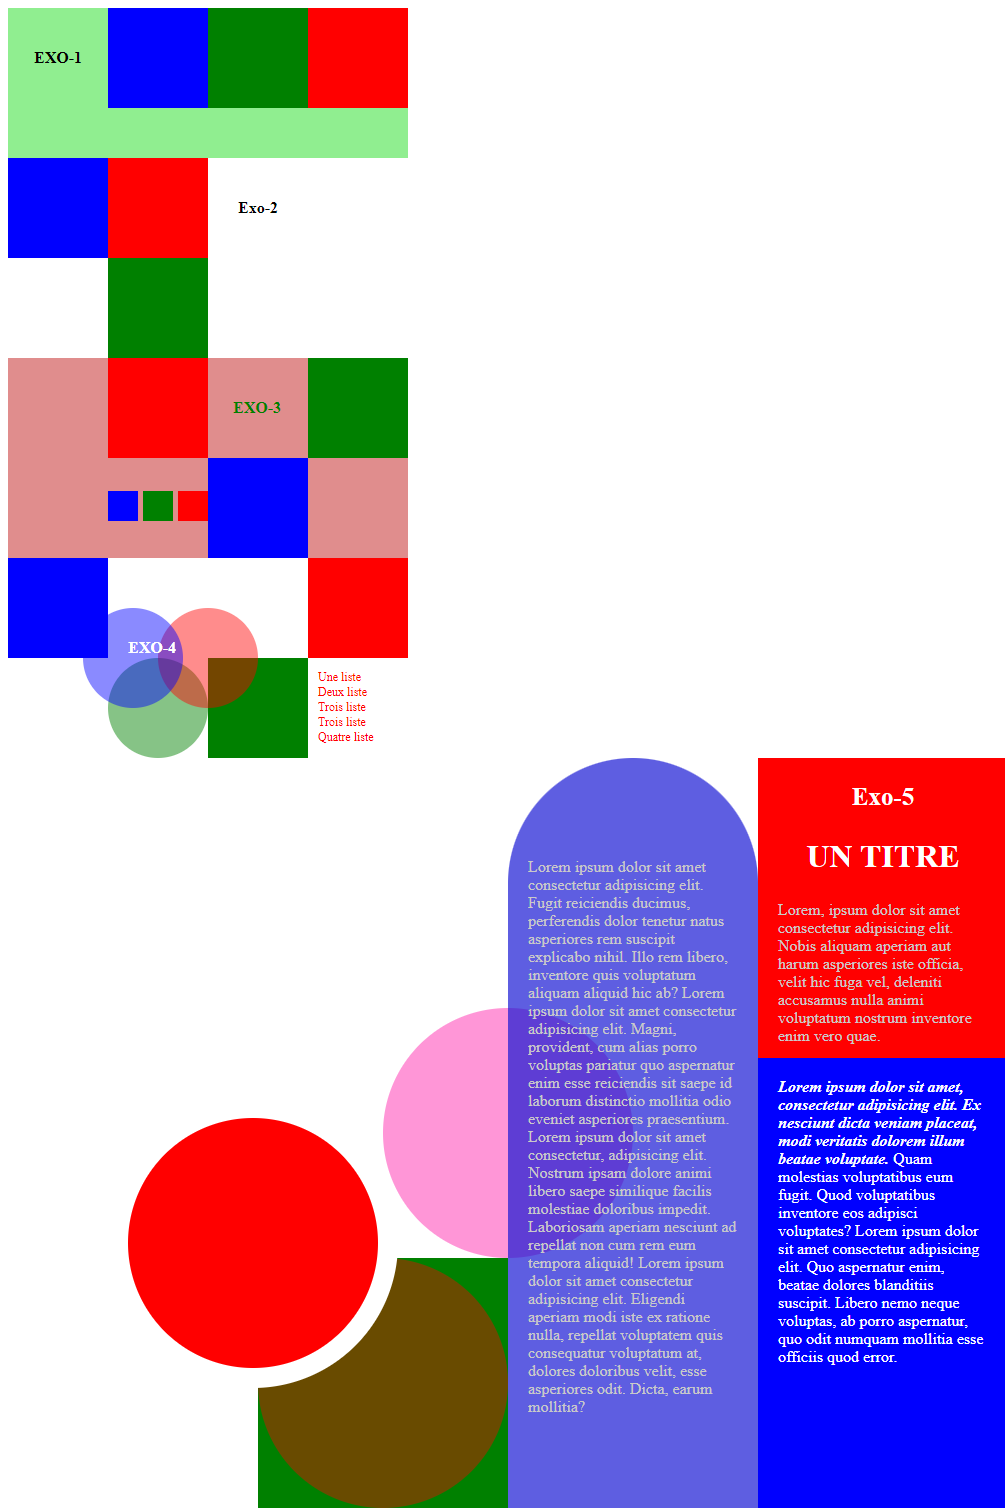 EXO-1
Exo-2
EXO-3
EXO-4
Une liste
Deux liste
Trois liste
Trois liste
Quatre liste
Exo-5
UN TITRE
Lorem, ipsum dolor sit amet
consectetur adipisicing elit.
Nobis aliquam aperiam aut
harum asperiores iste officia,
velit hic fuga vel, deleniti
accusamus nulla animi
voluptatum nostrum inventore
enim vero quae.
Lorem ipsum dolor sit amet
consectetur adipisicing elit.
Fugit reiciendis ducimus,
perferendis dolor tenetur natus
asperiores rem suscipit
explicabo nihil. Illo rem libero,
inventore quis voluptatum
aliquam aliquid hic ab? Lorem
ipsum dolor sit amet consectetur
adipisicing elit. Magni,
provident, cum alias porro
voluptas pariatur quo aspernatur
enim esse reiciendis sit saepe id
laborum distinctio mollitia odio
eveniet asperiores praesentium.
Lorem ipsum dolor sit amet
consectetur, adipisicing elit.
Nostrum ipsam dolore animi
libero saepe similique facilis
molestiae doloribus impedit.
Laboriosam aperiam nesciunt ad
repellat non cum rem eum
tempora aliquid! Lorem ipsum
dolor sit amet consectetur
adipisicing elit. Eligendi
aperiam modi iste ex ratione
nulla, repellat voluptatem quis
consequatur voluptatum at,
dolores doloribus velit, esse
asperiores odit. Dicta, earum
mollitia?
Lorem ipsum dolor sit amet,
consectetur adipisicing elit. Ex
nesciunt dicta veniam placeat,
modi veritatis dolorem illum
beatae voluptate. Quam
molestias voluptatibus eum
fugit. Quod voluptatibus
inventore eos adipisci
voluptates? Lorem ipsum dolor
sit amet consectetur adipisicing
elit. Quo aspernatur enim,
beatae dolores blanditiis
suscipit. Libero nemo neque
voluptas, ab porro aspernatur,
quo odit numquam mollitia esse
officiis quod error.